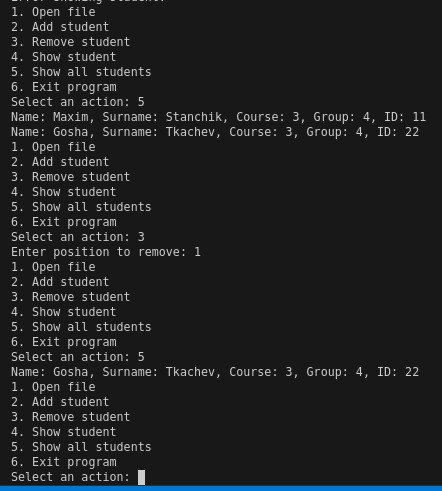 1. Open file
2. Add student
3. Remove student
4. Show student
5. Show all students
6. Exit program
Select an action: 5
Name: Maxim, Surname: Stanchik, Course: 3, Group: 4, ID: 11
Name: Gosha, Surname: Tkachev, Course: 3, Group: 4, ID: 22
1. Open file
2. Add student
3. Remove student
4. Show student
5. Show all students
6. Exit program
Select an action: 3
Enter position to remove: 1
1. Open file
2. Add student
3. Remove student
4. Show student
5. Show all students
6. Exit program
Select an action: 5
Name: Gosha, Surname: Tkachev, Course: 3, Group: 4, ID: 22
1. Open file
2. Add student
3. Remove student
4. Show student
5. Show all students
6. Exit program
Select an action: